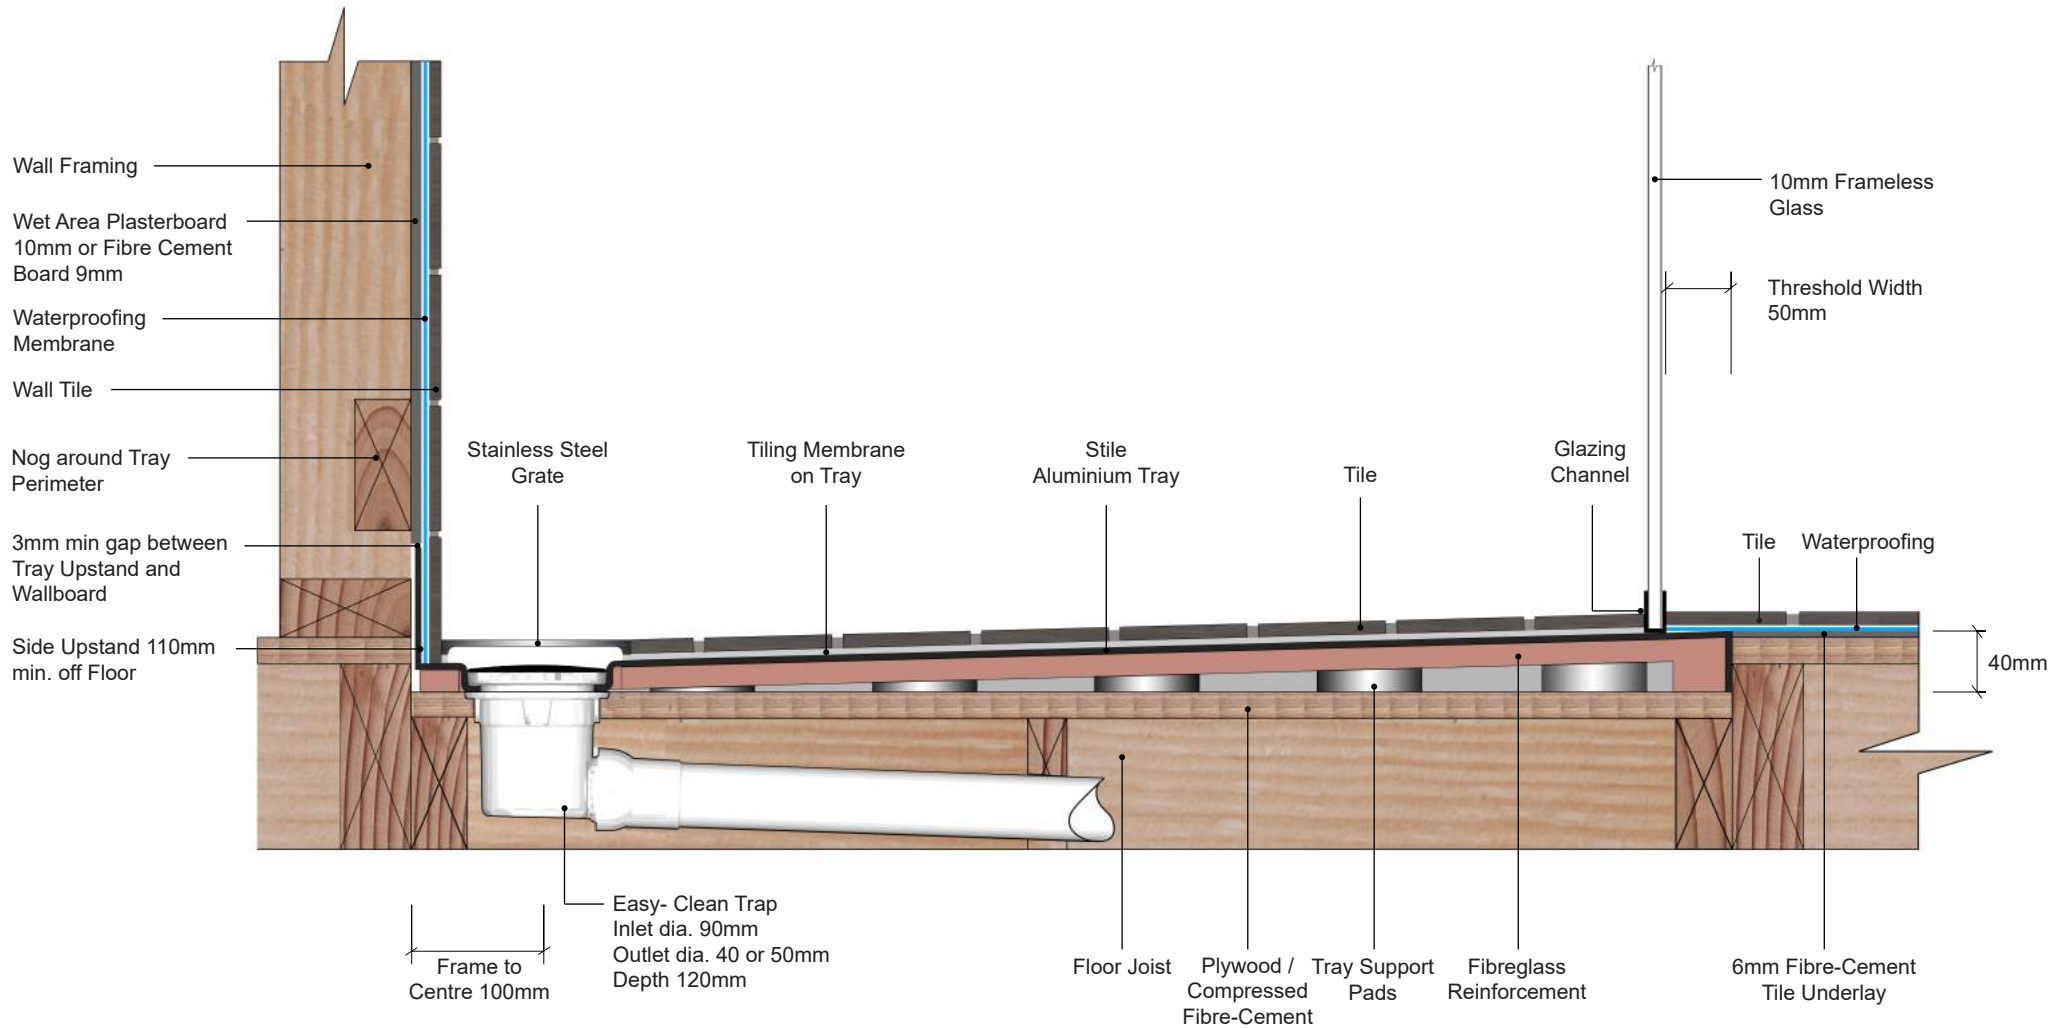 Wall Framing
Wet Area Plasterboard
10mm or Fibre Cement
Board 9mm
Waterproofing
Membrane
Wall Tile
Nog around Tray
Perimeter
3mm min gap between
Tray Upstand and
Wallboard
Side Upstand 110mm
min. off Floor
Stainless Steel
Grate
Tiling Membrane
on Tray
Stile
Aluminium Tray
Tile
Glazing
Channel
10mm Frameless
Glass
Threshold Width
50mm
Tile
Waterproofing
40mm
Frame to
Centre 100mm
Easy- Clean Trap
Inlet dia. 90mm
Outlet dia. 40 or 50mm
Depth 120mm
Floor Joist
Plywood /
Compressed
Fibre-Cement
Tray Support
Pads
Fibreglass
Reinforcement
6mm Fibre-Cement
Tile Underlay